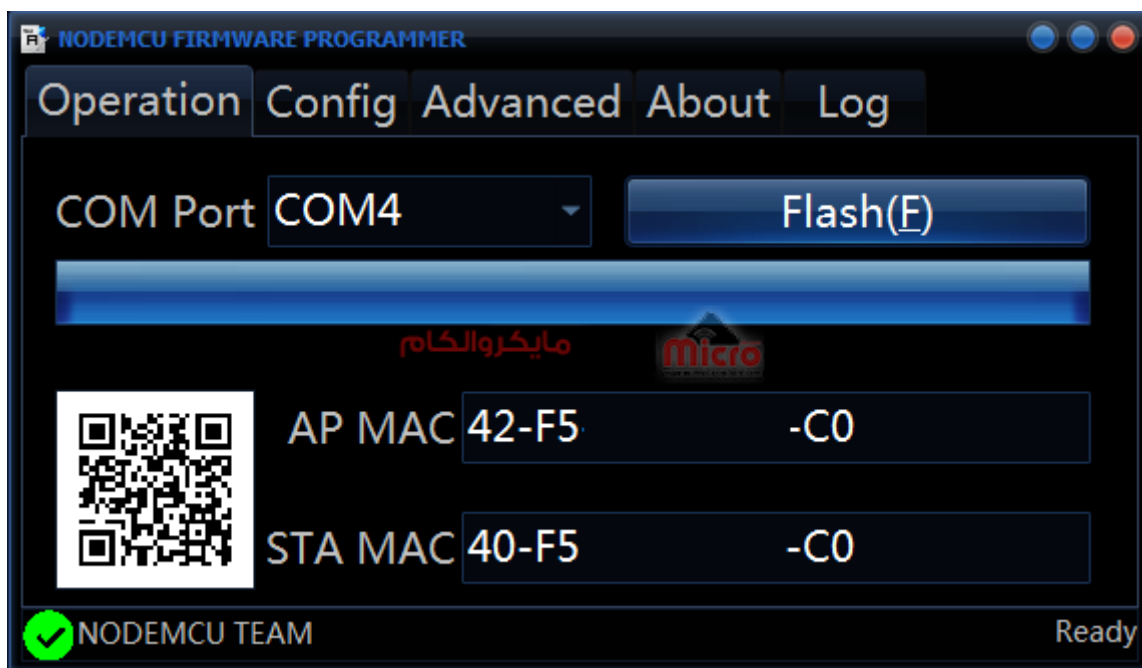 NODEMCU FIRMWARE PROGRAMMER
Operation Config Advanced About Log
COM Port COM4 Flash(F)
مایکروالکام Micro
AP MAC 42-F5- -C0
STA MAC 40-F5 -C0
NODEMCU TEAM Ready